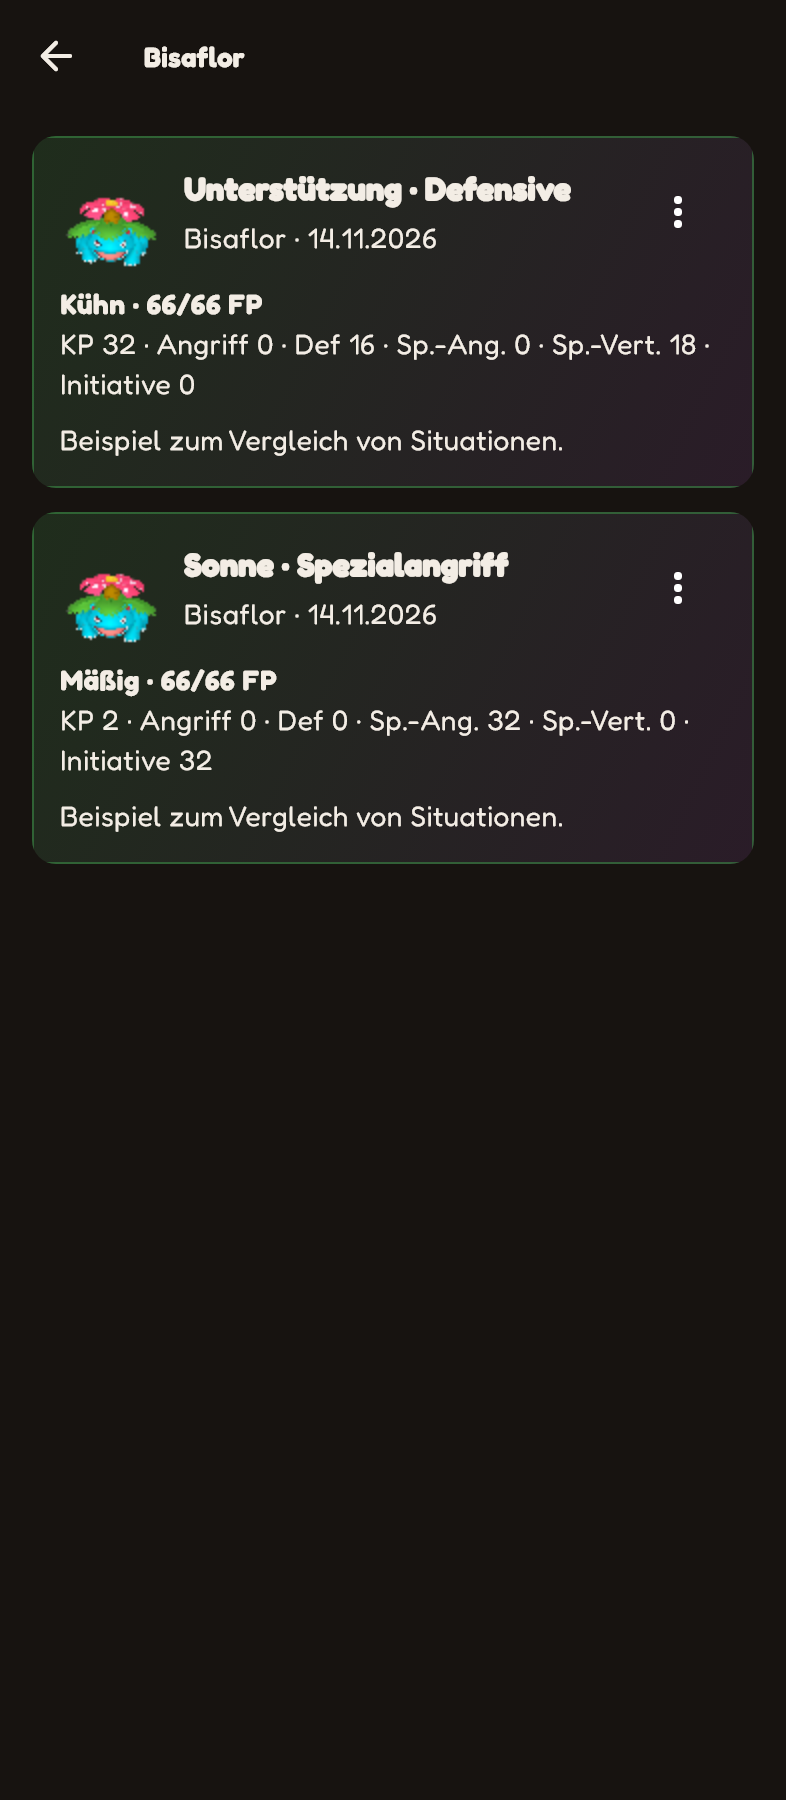 Bisaflor
Unterstützung · Defensive
Bisaflor · 14.11.2026
Kühn · 66/66 FP
KP 32 · Angriff 0 · Def 16 · Sp.-Ang. 0 · Sp.-Vert. 18 ·
Initiative 0
Beispiel zum Vergleich von Situationen.
Sonne · Spezialangriff
Bisaflor · 14.11.2026
Mäßig · 66/66 FP
KP 2 · Angriff 0 · Def 0 · Sp.-Ang. 32 · Sp.-Vert. 0 ·
Initiative 32
Beispiel zum Vergleich von Situationen.